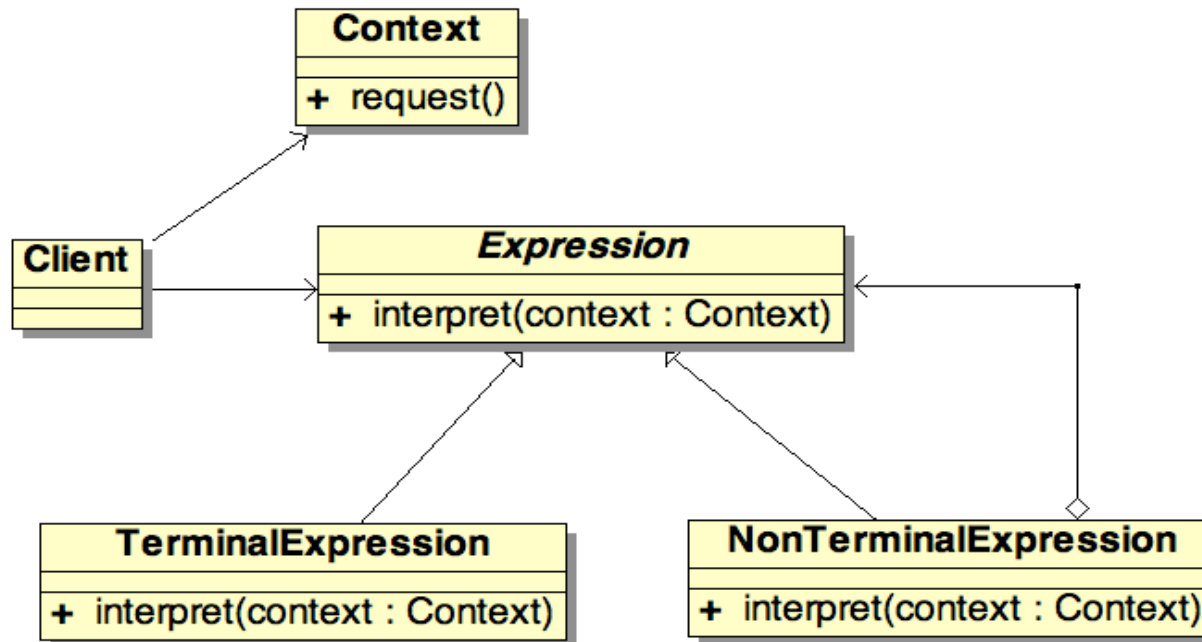 Context
+ request()
Client
Expression
+ interpret(context : Context)
TerminalExpression
+ interpret(context : Context)
NonTerminalExpression
+ interpret(context : Context)